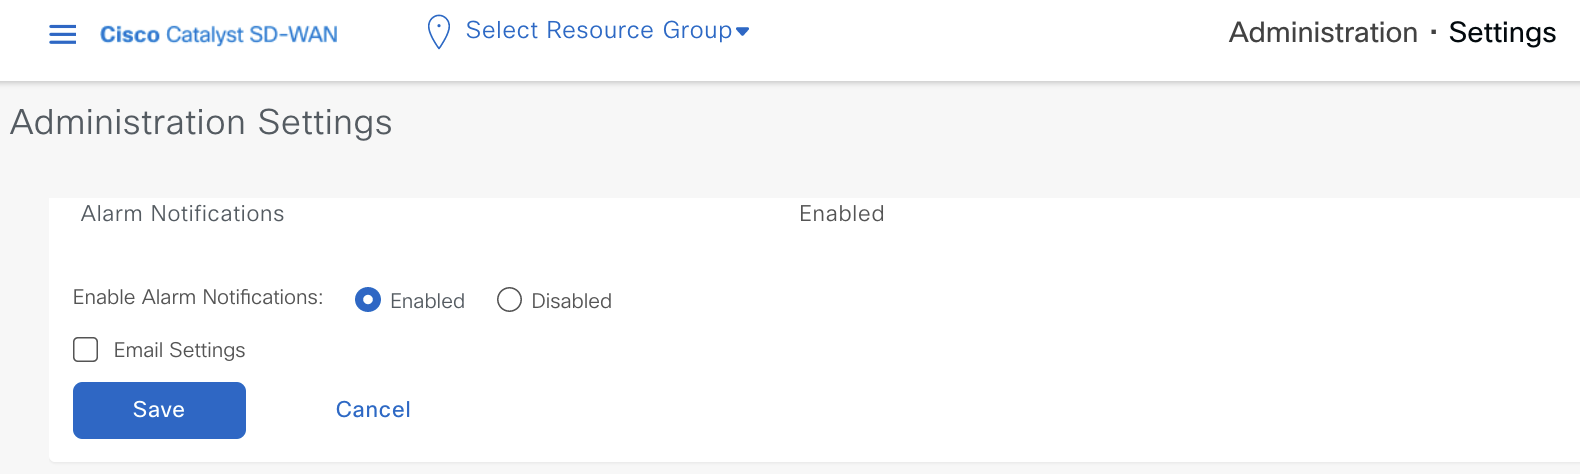 Cisco Catalyst SD-WAN
Select Resource Group
Administration · Settings
Administration Settings
Alarm Notifications
Enabled
Enable Alarm Notifications:
Enabled
Disabled
Email Settings
Save
Cancel